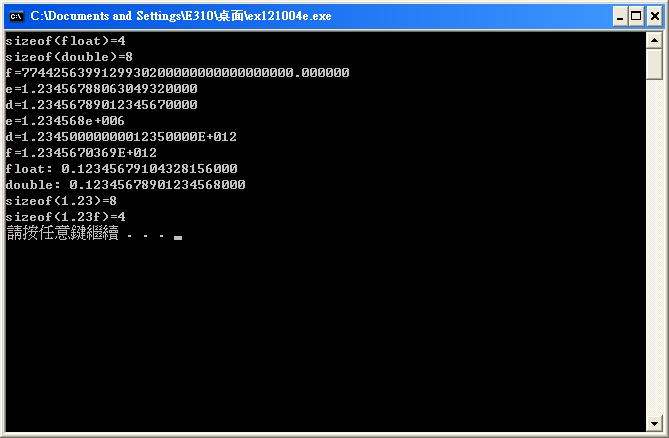 C:\Documents and Settings\E310\桌面\ex121004e.exe
sizeof(float)=4
sizeof(double)=8
f=77442563991299302000000000000000.000000
e=1.23456788063049320000
d=1.23456789012345670000
e=1.234568e+006
d=1.23450000000012350000E+012
f=1.2345670369E+012
float: 0.12345679104328156000
double: 0.12345678901234568000
sizeof(1.23)=8
sizeof(1.23f)=4
請按任意鍵繼續 . . .